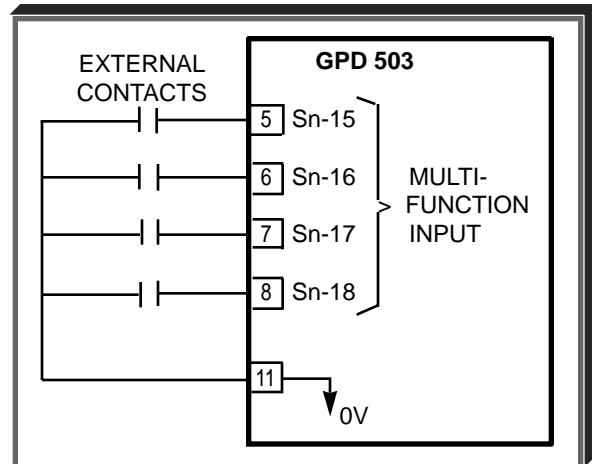 GPD 503
EXTERNAL
CONTACTS
5 Sn-15
6 Sn-16
7 Sn-17
8 Sn-18
MULTI-
FUNCTION
INPUT
11
0V